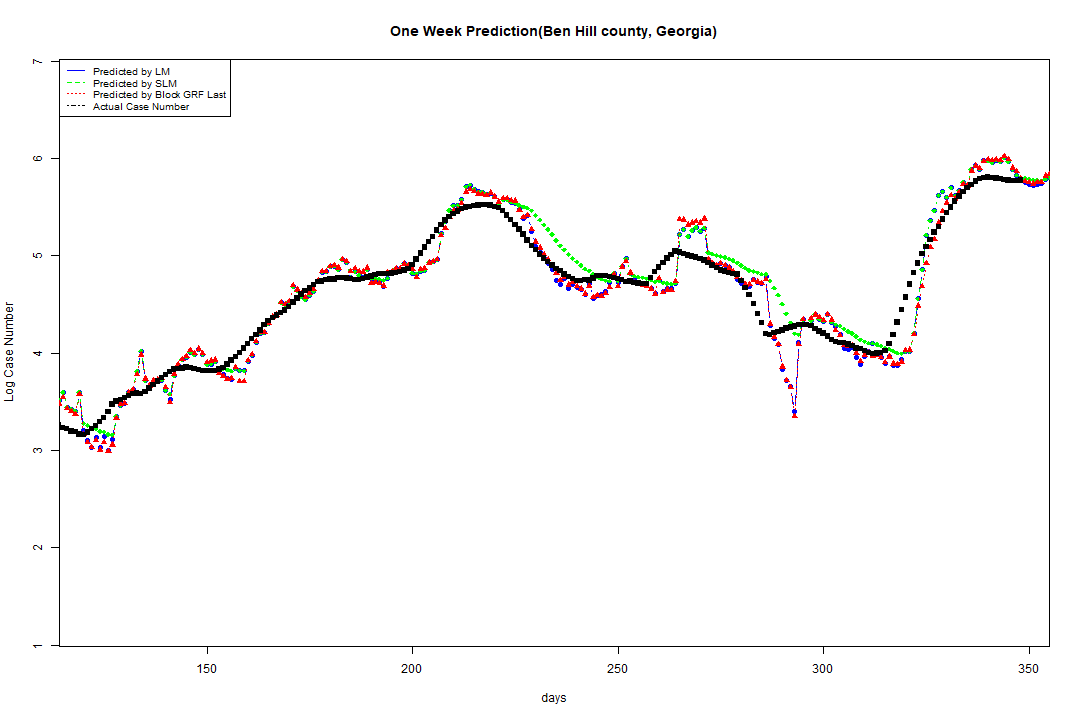 One Week Prediction(Ben Hill county, Georgia)
Predicted by LM
Predicted by SLM
Predicted by Block GRF Last
Actual Case Number
7
6
5
4
3
2
1
Log Case Number
150 200 250 300 350
days